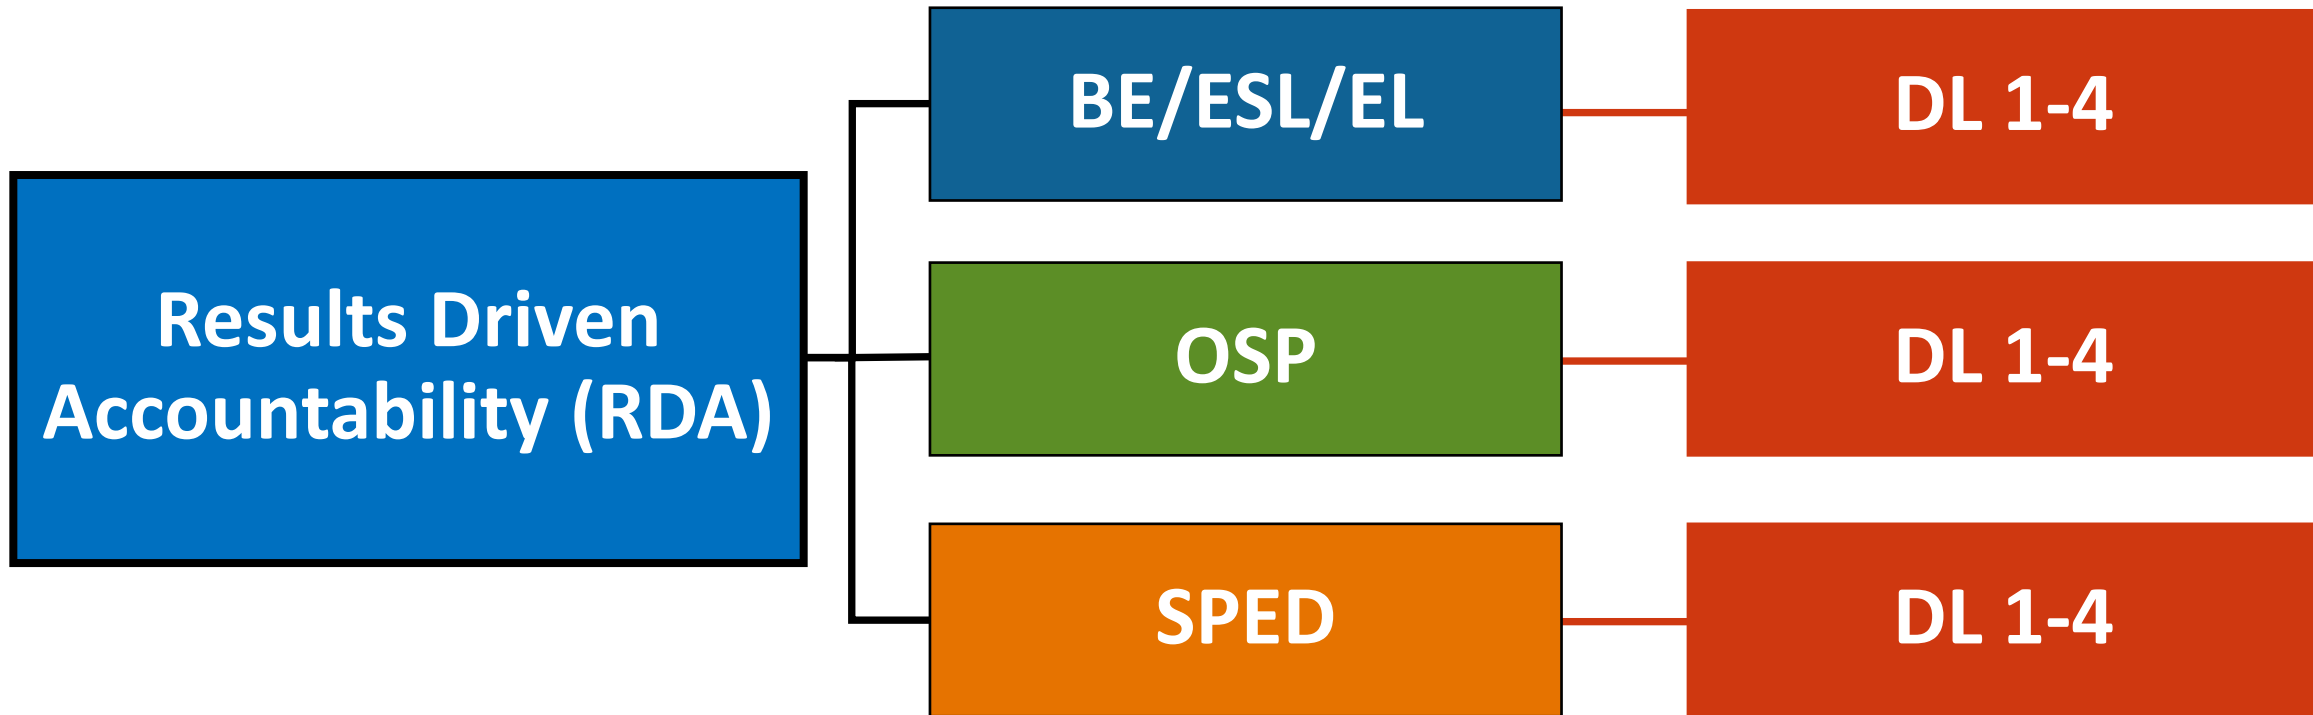 Results Driven
Accountability (RDA)
BE/ESL/EL
DL 1-4
OSP
DL 1-4
SPED
DL 1-4